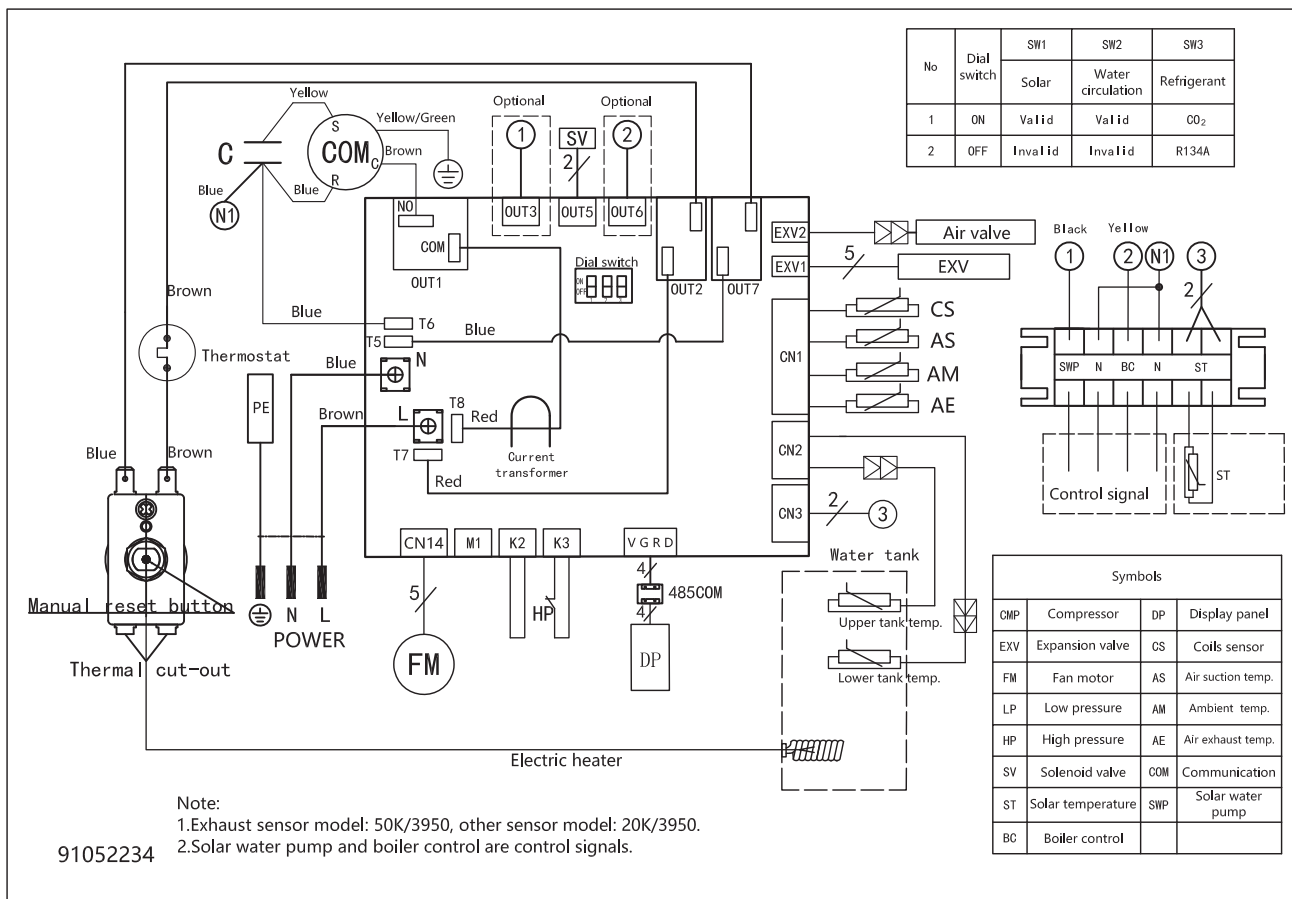 No
Dial switch
SW1
SW2
SW3
Solar
Water circulation
Refrigerant
1
ON
Valid
Valid
CO₂
2
OFF
Invalid
Invalid
R134A
Yellow
Yellow/Green
Optional
Optional
S
COM
C
R
C
Brown
1
SV
2
2
Blue
Blue
N1
NO
COM
OUT1
OUT3
OUT5
OUT6
OUT2
OUT7
Dial switch
ON
OFF
1 2 3
EXV2
Air valve
EXV1
5
EXV
Black
Yellow
1
2
N1
3
2
SWP
N
BC
N
ST
Control signal
ST
Brown
Thermostat
Blue
T6
T5
Blue
Blue
N
PE
Brown
L
T8
Red
T7
Red
Current
transformer
CN1
CS
AS
AM
AE
CN2
CN3
2
3
Blue
Brown
CN14
M1
K2
K3
V G R D
5
HP
4
485COM
4
FM
DP
Water tank
Upper tank temp.
Lower tank temp.
Manual reset button
N
L
POWER
Thermal cut-out
Electric heater
Symbols
CMP
Compressor
DP
Display panel
EXV
Expansion valve
CS
Coils sensor
FM
Fan motor
AS
Air suction temp.
LP
Low pressure
AM
Ambient temp.
HP
High pressure
AE
Air exhaust temp.
SV
Solenoid valve
COM
Communication
ST
Solar temperature
SWP
Solar water pump
BC
Boiler control
Note:
1.Exhaust sensor model: 50K/3950, other sensor model: 20K/3950.
2.Solar water pump and boiler control are control signals.
91052234